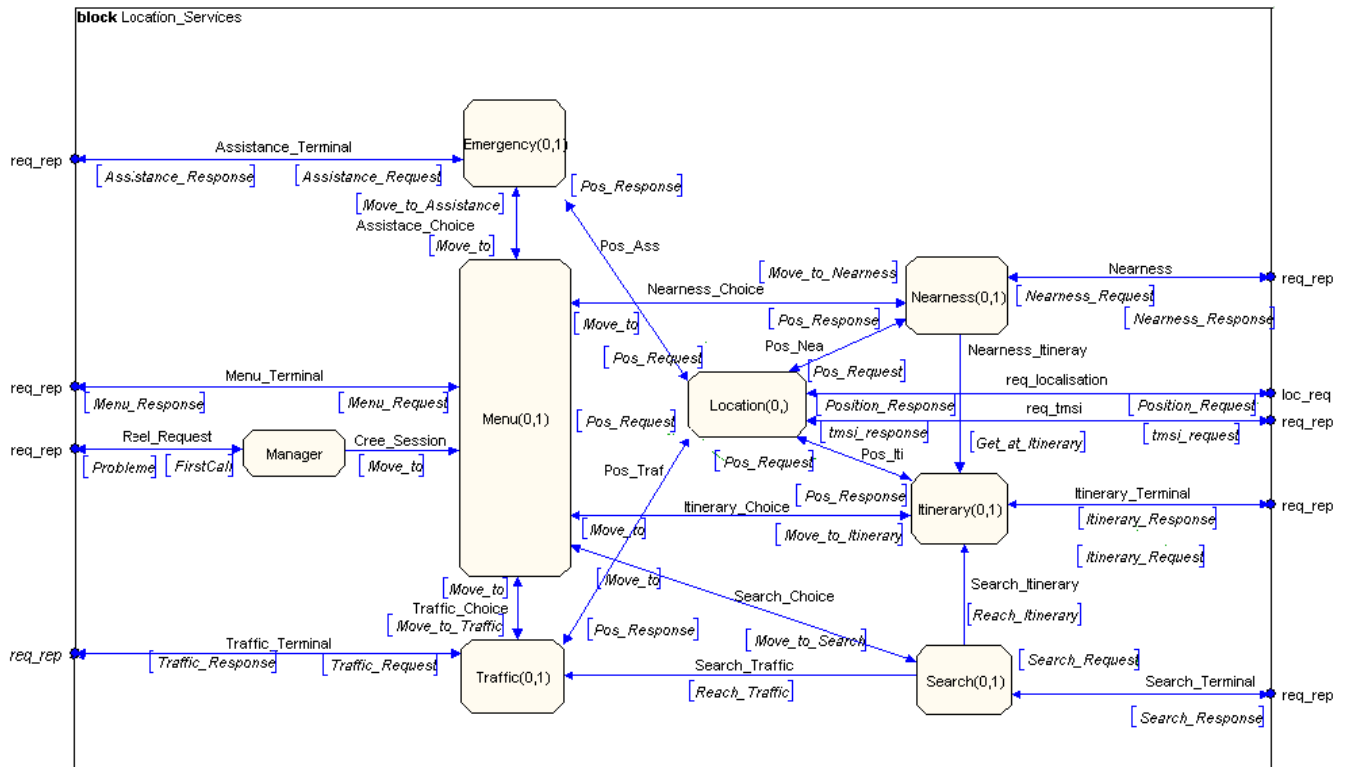 block Location_Services
Emergency(0,1)
Assistance_Terminal
req_rep
[Assistance_Response] [Assistance_Request]
[Pos_Response]
[Move_to_Assistance]
Assistace_Choice
[Move_to]
Pos_Ass
[Move_to_Nearness]
Nearness
req_rep
Nearness_Choice
Nearness(0,1)
[Nearness_Request]
[Move_to]
[Pos_Response]
[Nearness_Response]
Pos_Nea
Nearness_Itineray
[Pos_Request]
[Pos_Request]
Menu_Terminal
req_localisation
req_rep
loc_req
[Menu_Response] [Menu_Request]
Location(0,)
[Position_Response] [Position_Request]
req_tmsi
Menu(0,1)
[Pos_Request]
req_rep
[tmsi_response] [tmsi_request]
Reel_Request
Cree_Session
[Get_at_Itinerary]
req_rep
Manager
Pos_Iti
[Probleme] [FirstCall]
[Move_to]
[Pos_Request]
Pos_Traf
[Pos_Response]
Itinerary_Terminal
Itinerary_Choice
Itinerary(0,1)
req_rep
[Itinerary_Response]
[Move_to]
[Move_to_Itinerary]
[Itinerary_Request]
[Move_to]
[Move_to]
Search_Itinerary
Search_Choice
Traffic_Choice
[Reach_Itinerary]
[Move_to_Traffic]
[Pos_Response]
[Move_to_Search]
Traffic_Terminal
req_rep
[Traffic_Response] [Traffic_Request]
[Search_Request]
Search_Traffic
Traffic(0,1)
Search(0,1)
Search_Terminal
[Reach_Traffic]
req_rep
[Search_Response]